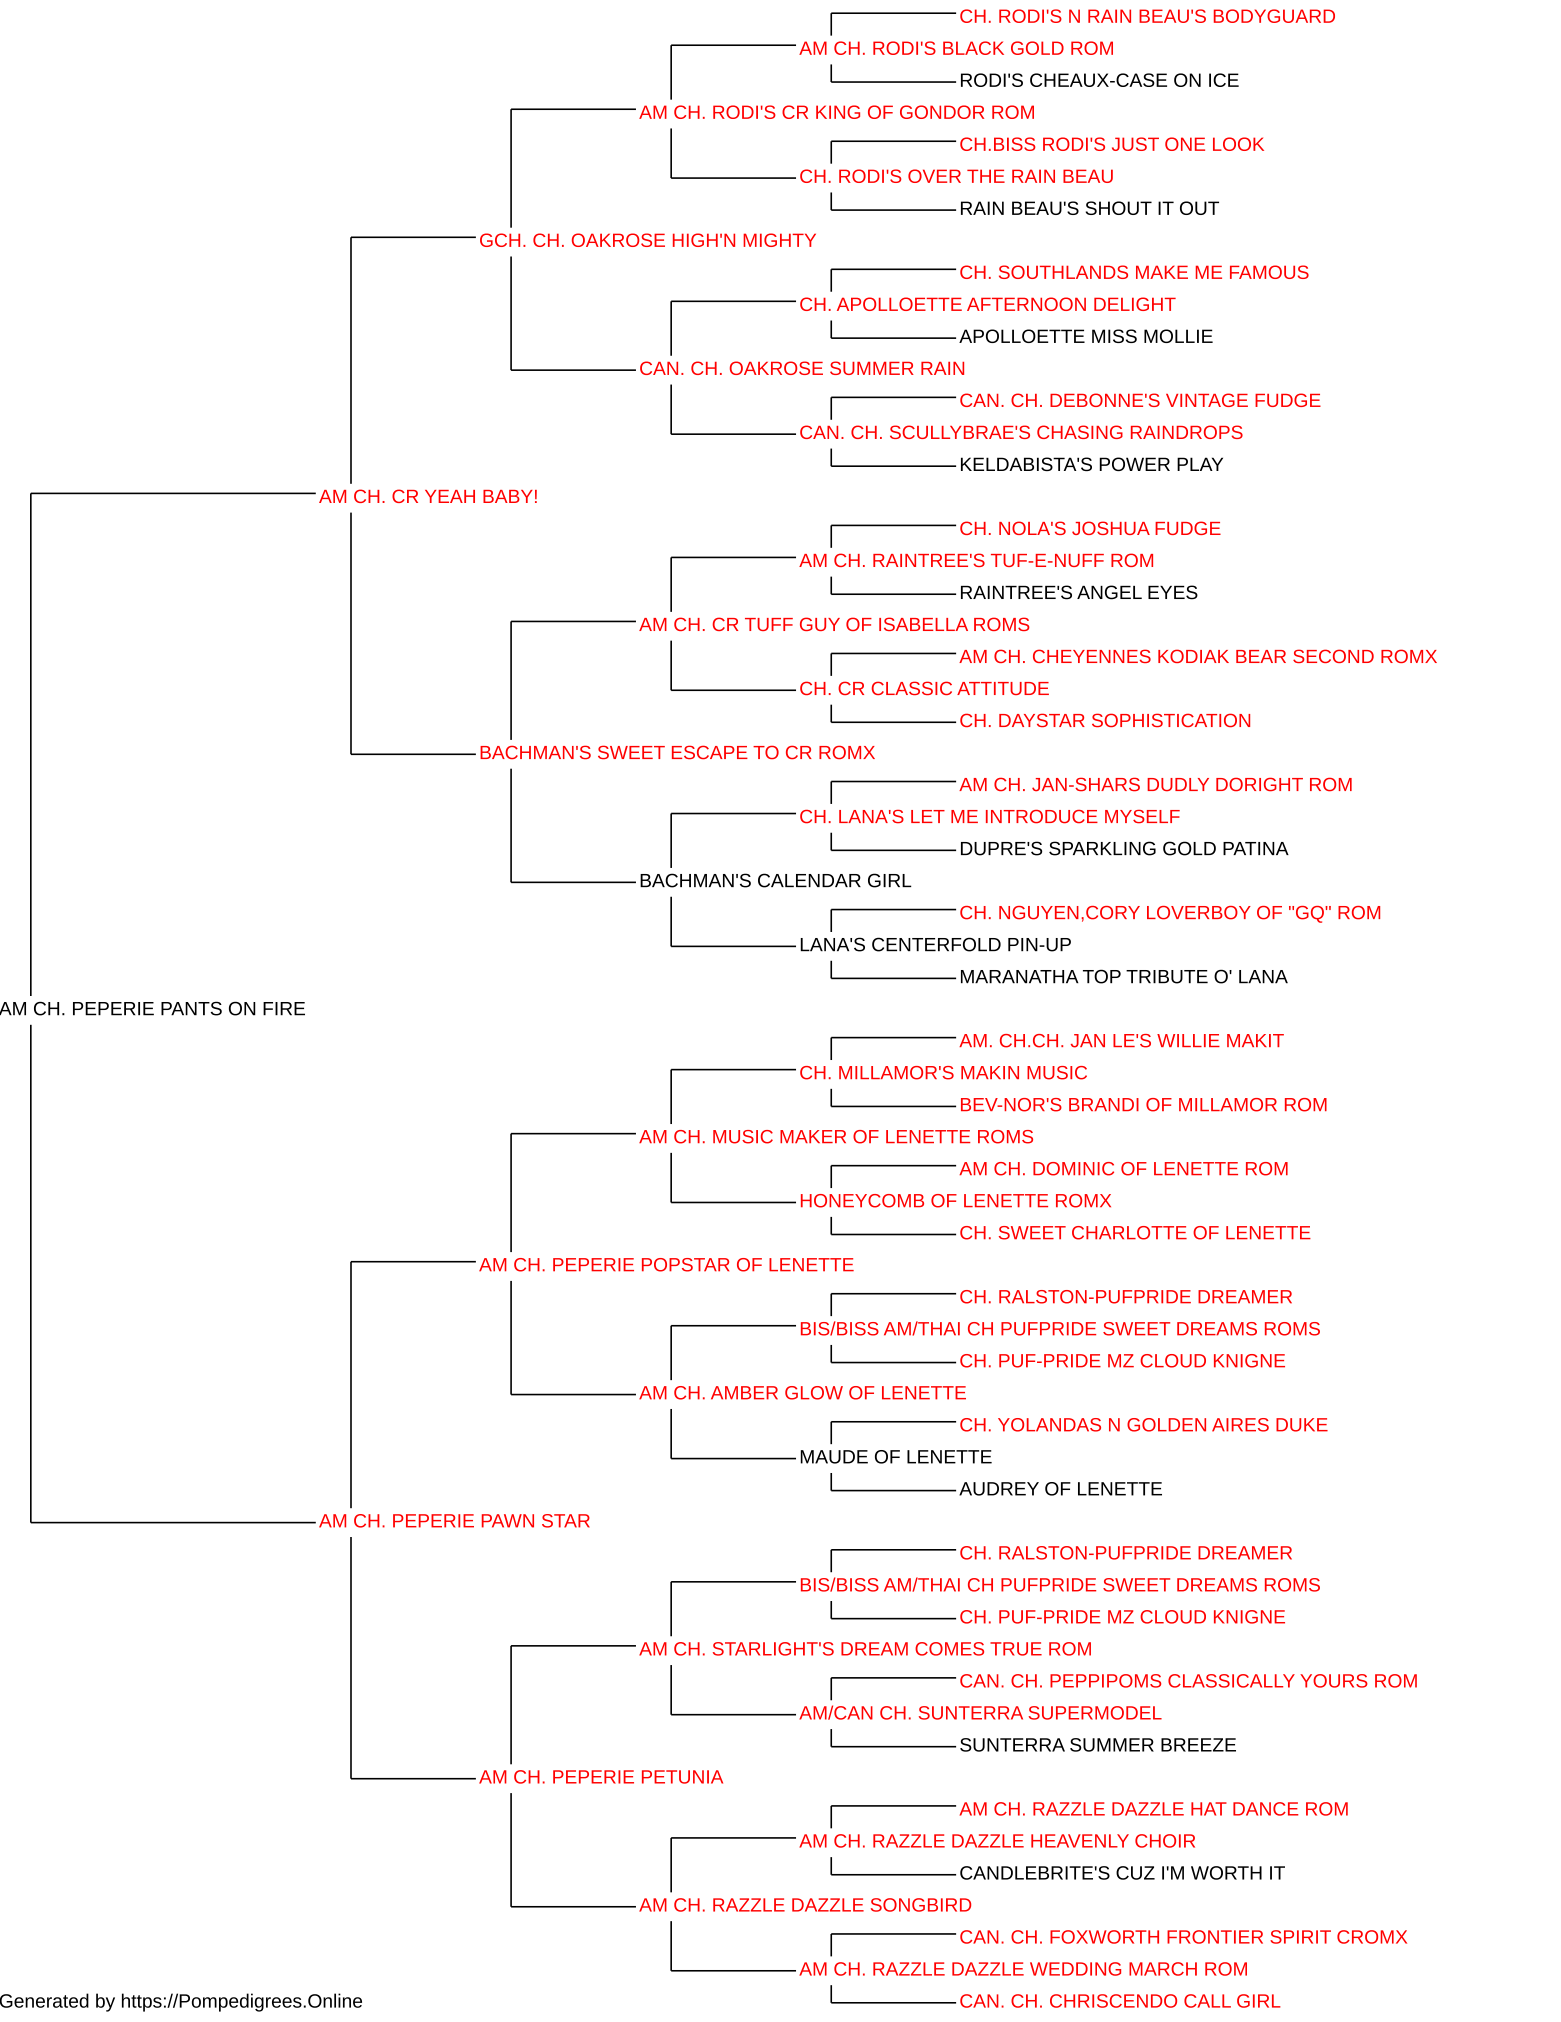 CH. RODI'S N RAIN BEAU'S BODYGUARD
AM CH. RODI'S BLACK GOLD ROM
RODI'S CHEAUX-CASE ON ICE
AM CH. RODI'S CR KING OF GONDOR ROM
CH.BISS RODI'S JUST ONE LOOK
CH. RODI'S OVER THE RAIN BEAU
RAIN BEAU'S SHOUT IT OUT
GCH. CH. OAKROSE HIGH'N MIGHTY
CH. SOUTHLANDS MAKE ME FAMOUS
CH. APOLLOETTE AFTERNOON DELIGHT
APOLLOETTE MISS MOLLIE
CAN. CH. OAKROSE SUMMER RAIN
CAN. CH. DEBONNE'S VINTAGE FUDGE
CAN. CH. SCULLYBRAE'S CHASING RAINDROPS
KELDABISTA'S POWER PLAY
AM CH. CR YEAH BABY!
CH. NOLA'S JOSHUA FUDGE
AM CH. RAINTREE'S TUF-E-NUFF ROM
RAINTREE'S ANGEL EYES
AM CH. CR TUFF GUY OF ISABELLA ROMS
AM CH. CHEYENNES KODIAK BEAR SECOND ROMX
CH. CR CLASSIC ATTITUDE
CH. DAYSTAR SOPHISTICATION
BACHMAN'S SWEET ESCAPE TO CR ROMX
AM CH. JAN-SHARS DUDLY DORIGHT ROM
CH. LANA'S LET ME INTRODUCE MYSELF
DUPRE'S SPARKLING GOLD PATINA
BACHMAN'S CALENDAR GIRL
CH. NGUYEN,CORY LOVERBOY OF "GQ" ROM
LANA'S CENTERFOLD PIN-UP
MARANATHA TOP TRIBUTE O' LANA
AM CH. PEPERIE PANTS ON FIRE
AM. CH.CH. JAN LE'S WILLIE MAKIT
CH. MILLAMOR'S MAKIN MUSIC
BEV-NOR'S BRANDI OF MILLAMOR ROM
AM CH. MUSIC MAKER OF LENETTE ROMS
AM CH. DOMINIC OF LENETTE ROM
HONEYCOMB OF LENETTE ROMX
CH. SWEET CHARLOTTE OF LENETTE
AM CH. PEPERIE POPSTAR OF LENETTE
CH. RALSTON-PUFPRIDE DREAMER
BIS/BISS AM/THAI CH PUFPRIDE SWEET DREAMS ROMS
CH. PUF-PRIDE MZ CLOUD KNIGNE
AM CH. AMBER GLOW OF LENETTE
CH. YOLANDAS N GOLDEN AIRES DUKE
MAUDE OF LENETTE
AUDREY OF LENETTE
AM CH. PEPERIE PAWN STAR
CH. RALSTON-PUFPRIDE DREAMER
BIS/BISS AM/THAI CH PUFPRIDE SWEET DREAMS ROMS
CH. PUF-PRIDE MZ CLOUD KNIGNE
AM CH. STARLIGHT'S DREAM COMES TRUE ROM
CAN. CH. PEPPIPOMS CLASSICALLY YOURS ROM
AM/CAN CH. SUNTERRA SUPERMODEL
SUNTERRA SUMMER BREEZE
AM CH. PEPERIE PETUNIA
AM CH. RAZZLE DAZZLE HAT DANCE ROM
AM CH. RAZZLE DAZZLE HEAVENLY CHOIR
CANDLEBRITE'S CUZ I'M WORTH IT
AM CH. RAZZLE DAZZLE SONGBIRD
CAN. CH. FOXWORTH FRONTIER SPIRIT CROMX
AM CH. RAZZLE DAZZLE WEDDING MARCH ROM
CAN. CH. CHRISCENDO CALL GIRL
Generated by https://Pompedigrees.Online